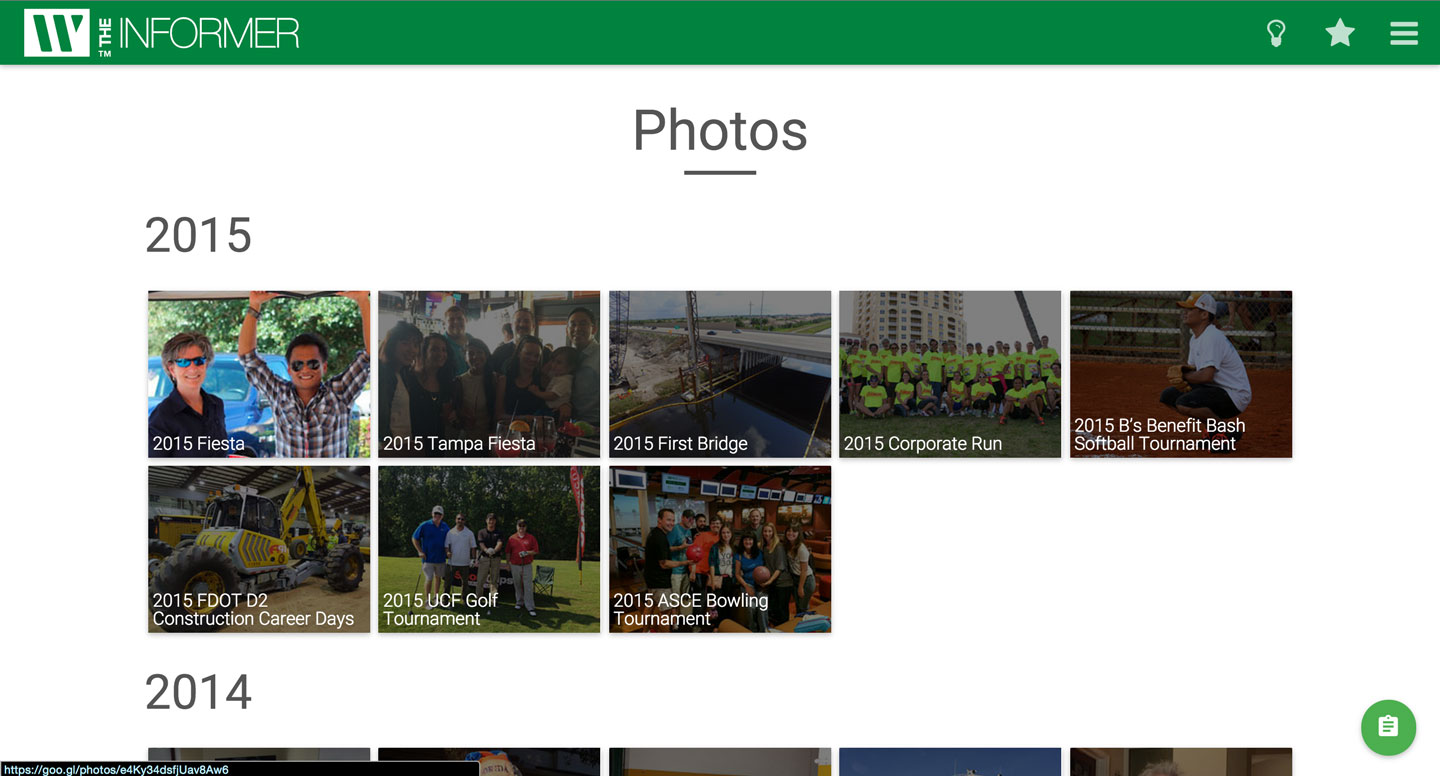 W THE INFORMER
TM
Photos
2015
2015 Fiesta
2015 Tampa Fiesta
2015 First Bridge
2015 Corporate Run
2015 B’s Benefit Bash
Softball Tournament
2015 FDOT D2
Construction Career Days
2015 UCF Golf
Tournament
2015 ASCE Bowling
Tournament
2014
https://goo.gl/photos/e4Ky34dsfjUav8Aw6